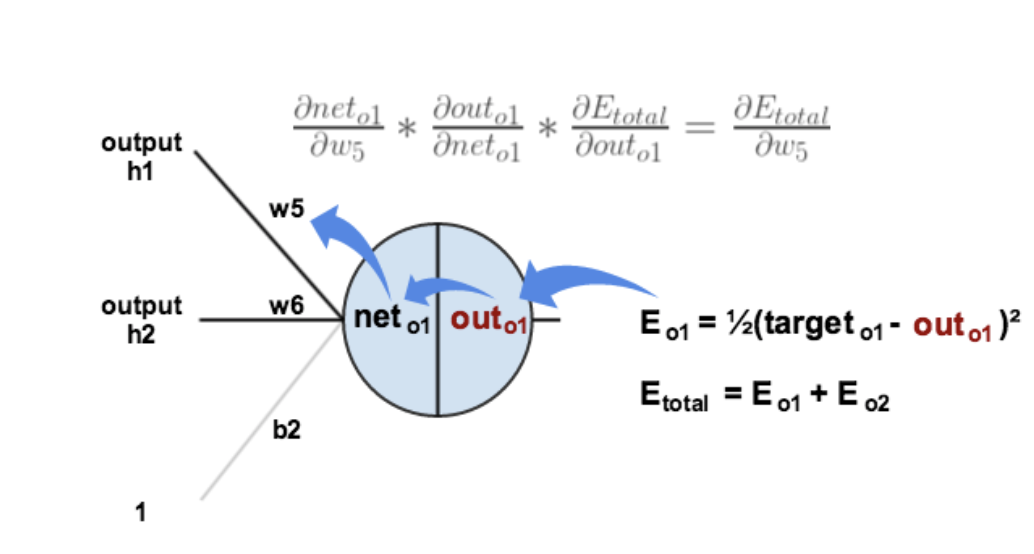 ∂net_o1/∂w5 * ∂out_o1/∂net_o1 * ∂E_total/∂out_o1 = ∂E_total/∂w5
output
h1
w5
output
h2
w6
net o1
out o1
E o1 = ½(target o1 - out o1 )²
E total = E o1 + E o2
b2
1